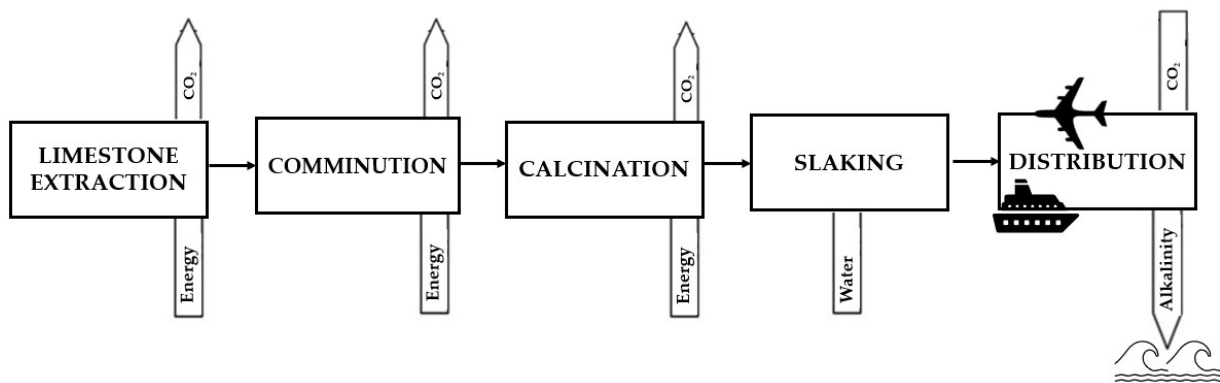 CO₂
CO₂
CO₂
CO₂
LIMESTONE
EXTRACTION
COMMINUTION
CALCINATION
SLAKING
DISTRIBUTION
Energy
Energy
Energy
Water
Alkalinity